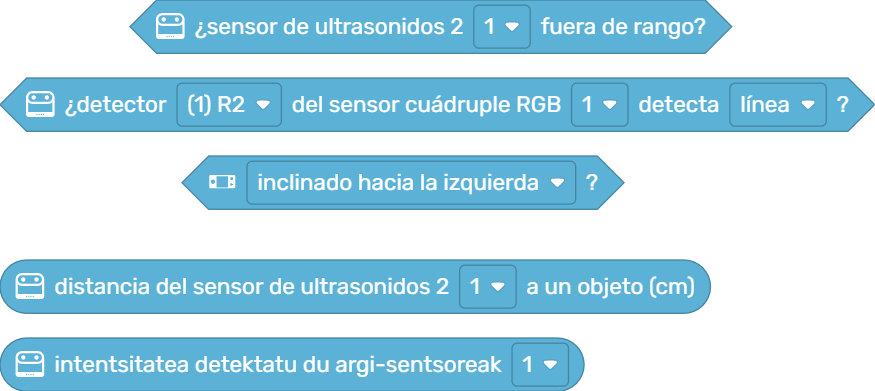 ¿sensor de ultrasonidos 2 1 fuera de rango?
¿detector (1) R2 del sensor cuádruple RGB 1 detecta línea ?
inclinado hacia la izquierda ?
distancia del sensor de ultrasonidos 2 1 a un objeto (cm)
intentsitatea detektatu du argi-sentsoreak 1